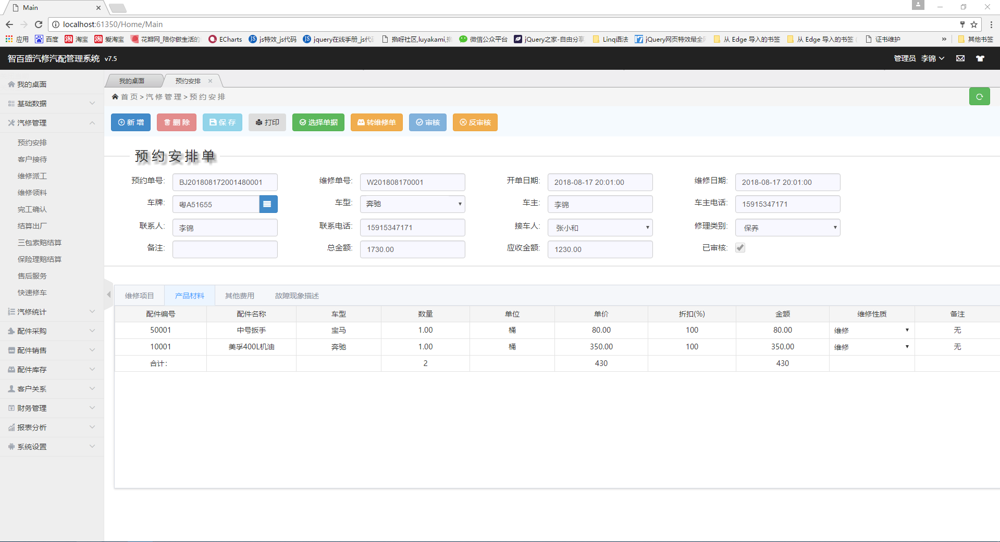 Main
localhost:61350/Home/Main
应用 百度 淘宝 爱淘宝 花瓣网_陪你做生活的 ECharts js特效_js代码 jquery在线手册_js代 撸呀社区,luyakami, 微信公众平台 jQuery之家-自由分享 Linq语法 jQuery网页特效最全 从 Edge 导入的书签 从 Edge 导入的书签 ( 证书维护 » 其他书签
智百盛汽修汽配管理系统 v7.5 管理员 李锦
我的桌面
基础数据
汽修管理
预约安排
客户接待
维修派工
维修领料
完工确认
结算出厂
三包索赔结算
保险理赔结算
售后服务
快速修车
汽修统计
配件采购
配件销售
配件库存
客户关系
财务管理
报表分析
系统设置
我的桌面 预约安排
首页 > 汽修管理 > 预约安排
新增 删除 保存 打印 选择单据 转维修单 审核 反审核
预约安排单
预约单号: BJ201808172001480001 维修单号: W201808170001 开单日期: 2018-08-17 20:01:00 维修日期: 2018-08-17 20:01:00
车牌: 粤A51655 车型: 奔驰 车主: 李锦 车主电话: 15915347171
联系人: 李锦 联系电话: 15915347171 接车人: 张小和 修理类别: 保养
备注: 总金额: 1730.00 应收金额: 1230.00 已审核:
维修项目 产品材料 其他费用 故障现象描述
配件编号 配件名称 车型 数量 单位 单价 折扣(%) 金额 维修性质 备注
50001 中号扳手 宝马 1.00 桶 80.00 100 80.00 维修 无
10001 美孚400L机油 奔驰 1.00 桶 350.00 100 350.00 维修 无
合计: 2 430 430